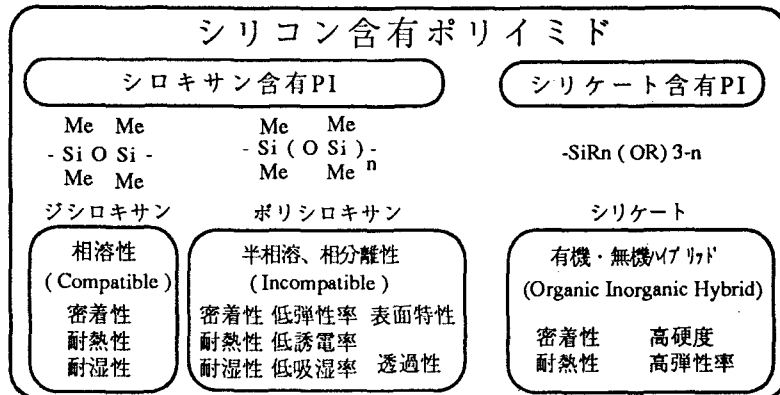 シリコン含有ポリイミド
シロキサン含有PI
シリケート含有PI
Me Me
- Si O Si -
Me Me
ジシロキサン
Me Me
- Si ( O Si ) - n
Me Me
ポリシロキサン
-SiRn ( OR) 3-n
シリケート
相溶性
( Compatible )
密着性
耐熱性
耐湿性
半相溶、相分離性
( Incompatible )
密着性 低弾性率 表面特性
耐熱性 低誘電率
耐湿性 低吸湿率 透過性
有機・無機ハイブリッド
(Organic Inorganic Hybrid)
密着性 高硬度
耐熱性 高弾性率